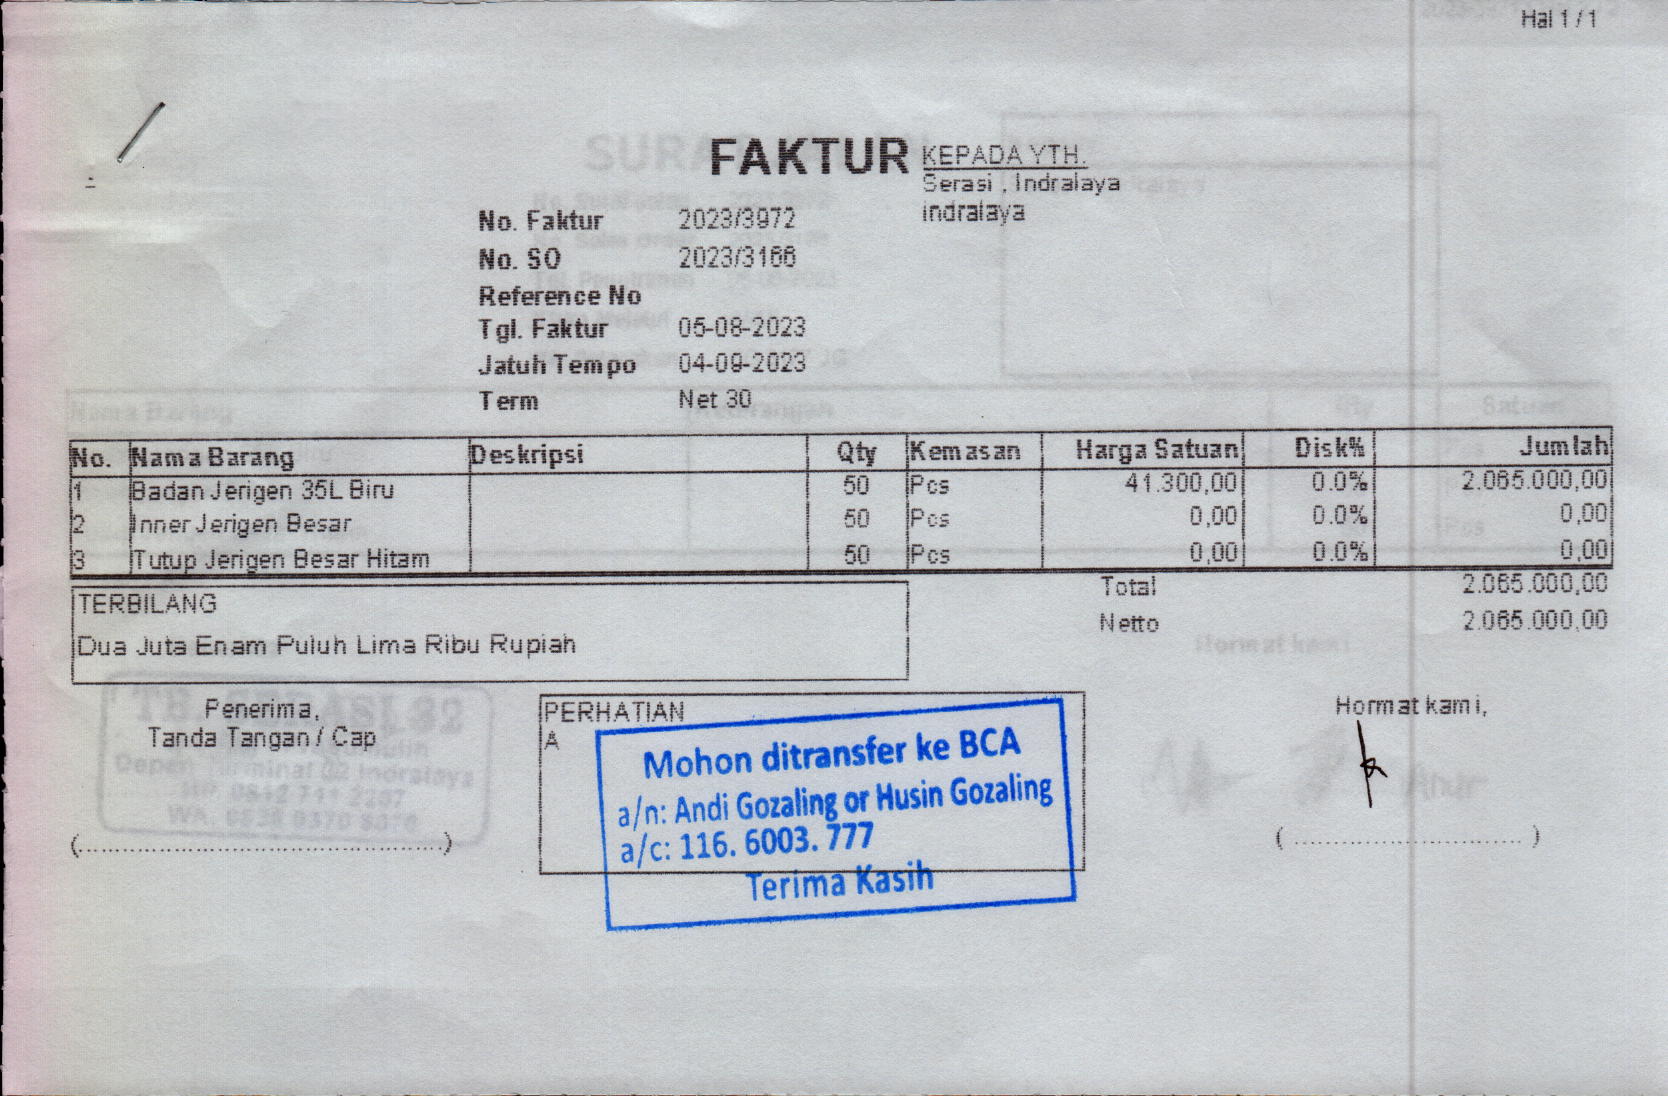 Hal 1 / 1
FAKTUR
KEPADA YTH.
Serasi , Indralaya
indralaya
No. Faktur 2023/3972
No. SO 2023/3166
Reference No
Tgl. Faktur 05-08-2023
Jatuh Tempo 04-09-2023
Term Net 30
No. Nama Barang Deskripsi Qty Kemasan Harga Satuan Disk% Jumlah
1 Badan Jerigen 35L Biru 50 Pcs 41.300,00 0.0% 2.065.000,00
2 Inner Jerigen Besar 50 Pcs 0,00 0.0% 0,00
3 Tutup Jerigen Besar Hitam 50 Pcs 0,00 0.0% 0,00
Total 2.065.000,00
Netto 2.065.000,00
TERBILANG
Dua Juta Enam Puluh Lima Ribu Rupiah
Penerima,
Tanda Tangan / Cap
(..........................................)
PERHATIAN
A
Mohon ditransfer ke BCA
a/n: Andi Gozaling or Husin Gozaling
a/c: 116. 6003. 777
Terima Kasih
Hormat kami,
( .............................. )